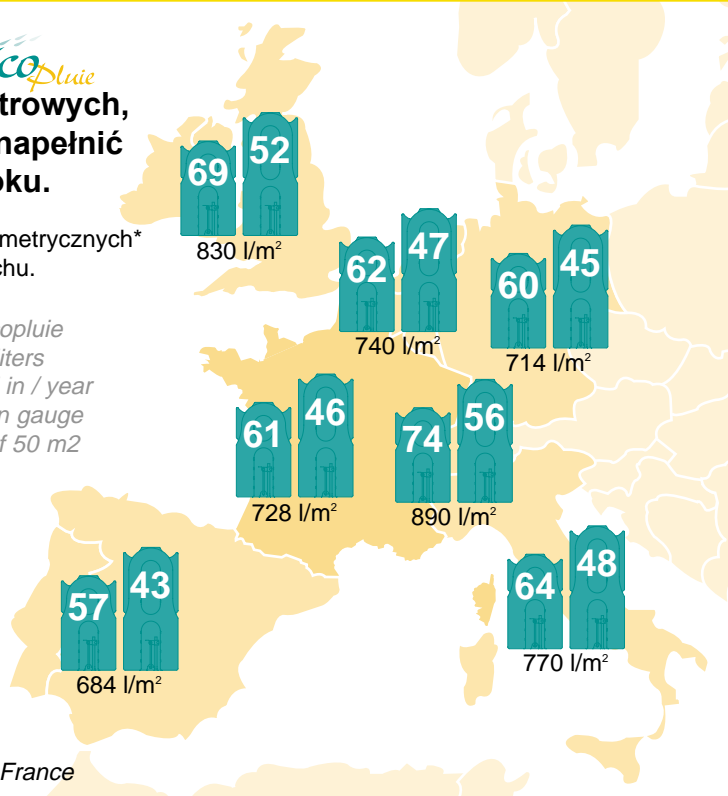 co
Pluie
trowych,
napełnić
oku.
metrycznych*
chu.
opluie
iters
in / year
n gauge
f 50 m2
69 52
830 l/m²
62 47
740 l/m²
60 45
714 l/m²
61 46
728 l/m²
74 56
890 l/m²
57 43
684 l/m²
64 48
770 l/m²
France